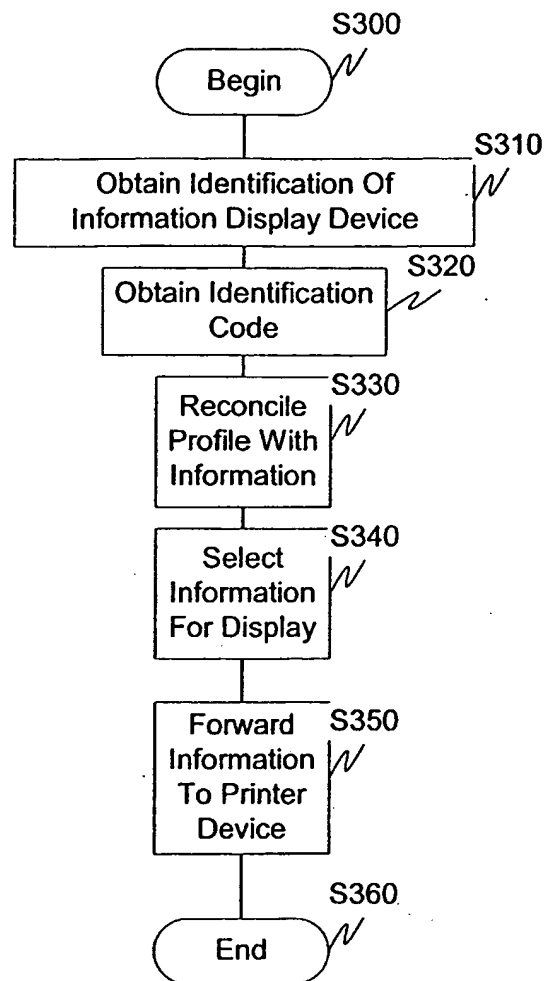 S300
Begin
S310
Obtain Identification Of
Information Display Device
S320
Obtain Identification
Code
S330
Reconcile
Profile With
Information
S340
Select
Information
For Display
S350
Forward
Information
To Printer
Device
S360
End